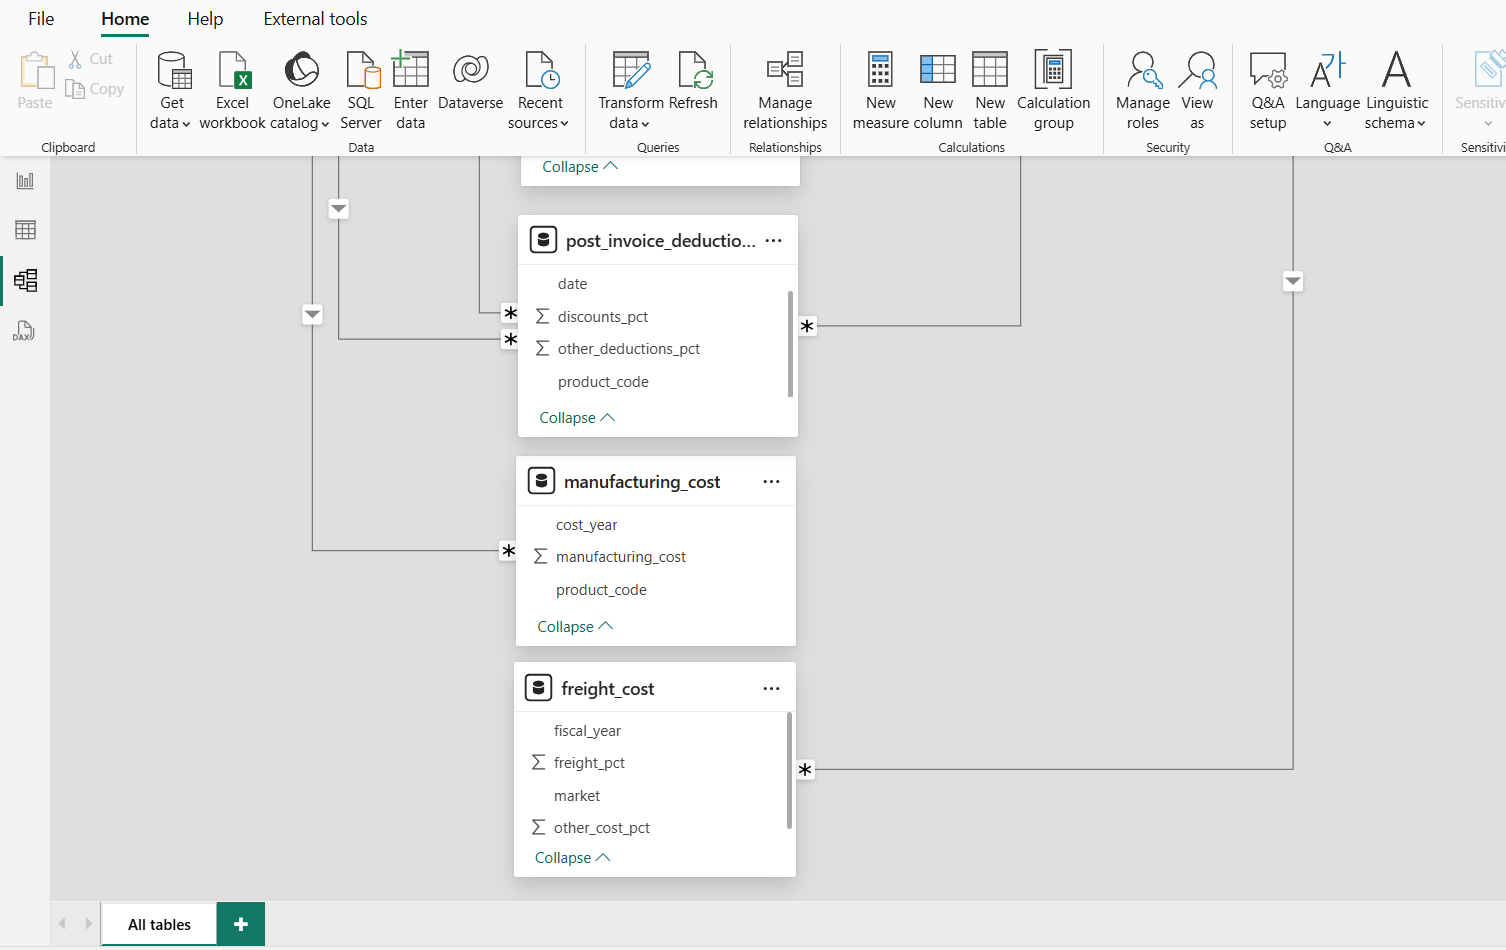 File Home Help External tools
Paste
Cut
Copy
Clipboard
Get data
Excel workbook
OneLake catalog
SQL Server
Enter data
Dataverse
Recent sources
Data
Transform data
Refresh
Queries
Manage relationships
Relationships
New measure
New column
New table
Calculation group
Calculations
Manage roles
View as
Security
Q&A setup
Language
Linguistic schema
Q&A
Sensitiv
Sensitivi
DAX
Collapse
post_invoice_deductio... ...
date
Σ discounts_pct
Σ other_deductions_pct
product_code
Collapse
manufacturing_cost ...
cost_year
Σ manufacturing_cost
product_code
Collapse
freight_cost ...
fiscal_year
Σ freight_pct
market
Σ other_cost_pct
Collapse
All tables +